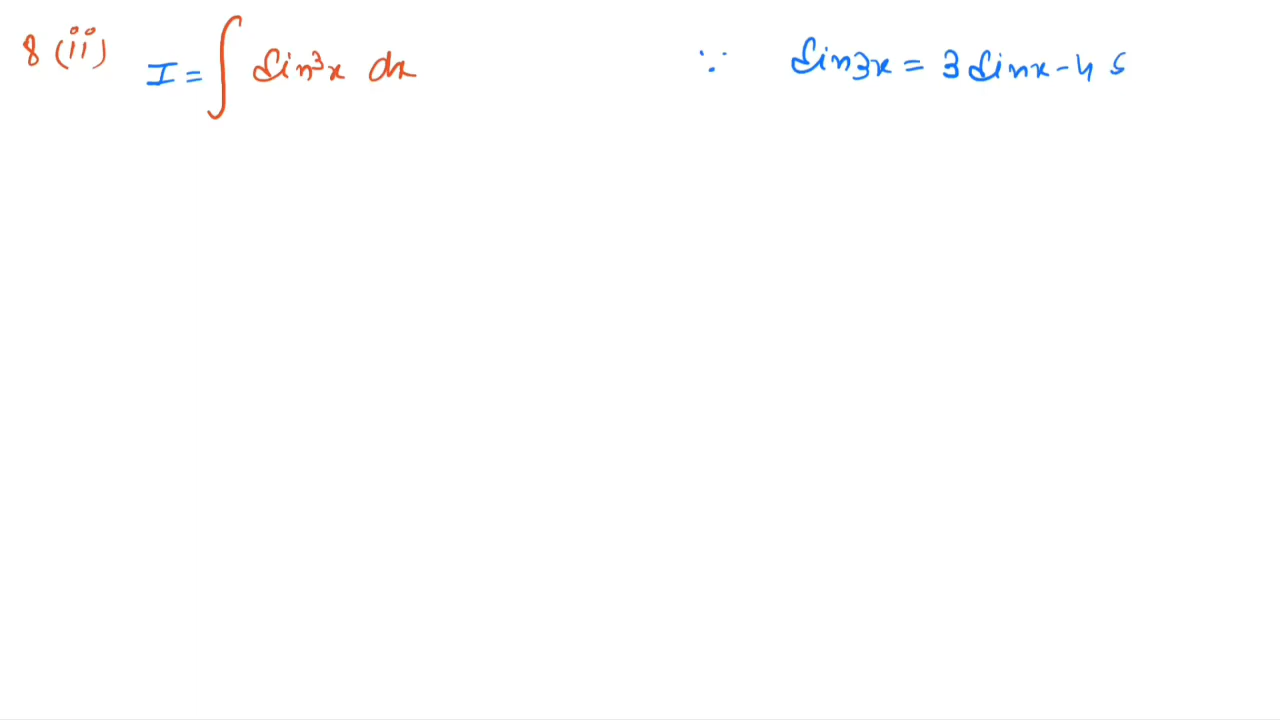 8 (ii) I = ∫ sin³x dx ∵ sin3x = 3 sinx - 4 s